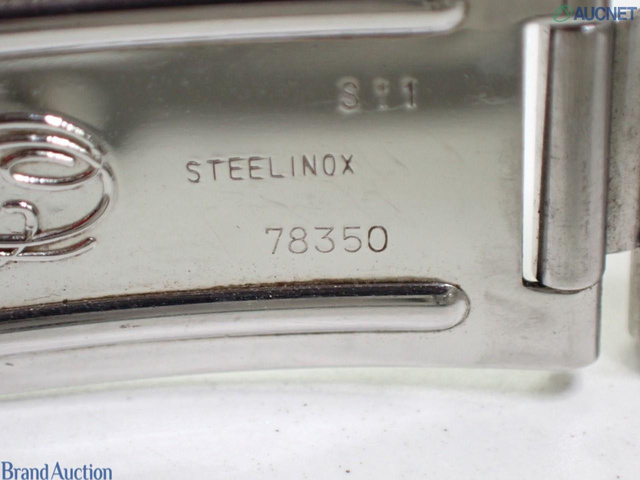 AUCNET
S11
STEELINOX
78350
Brand Auction